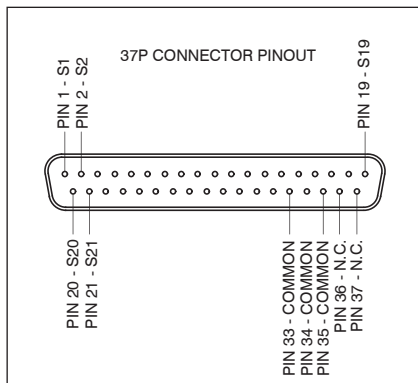 37P CONNECTOR PINOUT
PIN 1 - S1
PIN 2 - S2
PIN 19 - S19
PIN 20 - S20
PIN 21 - S21
PIN 33 - COMMON
PIN 34 - COMMON
PIN 35 - COMMON
PIN 36 - N.C.
PIN 37 - N.C.